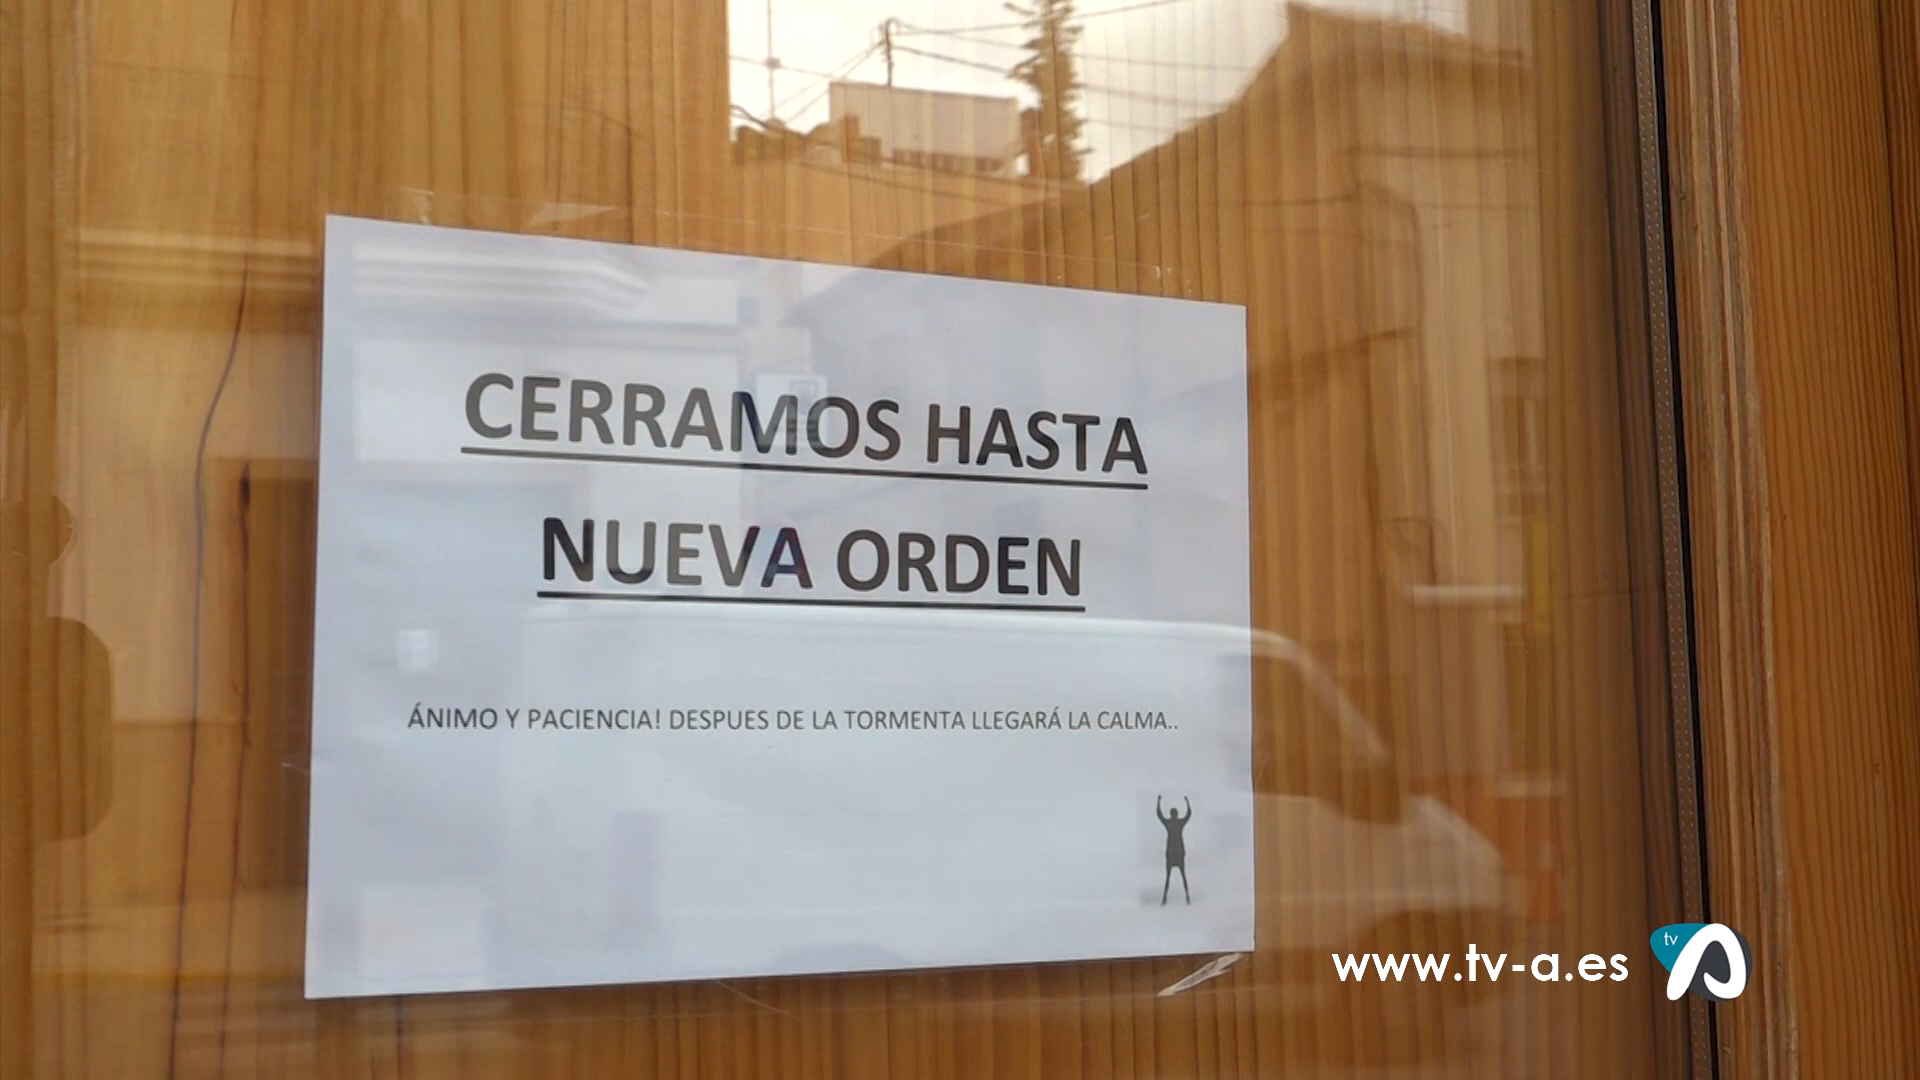 CERRAMOS HASTA
NUEVA ORDEN
ÁNIMO Y PACIENCIA! DESPUES DE LA TORMENTA LLEGARÁ LA CALMA..
www.tv-a.es
tv